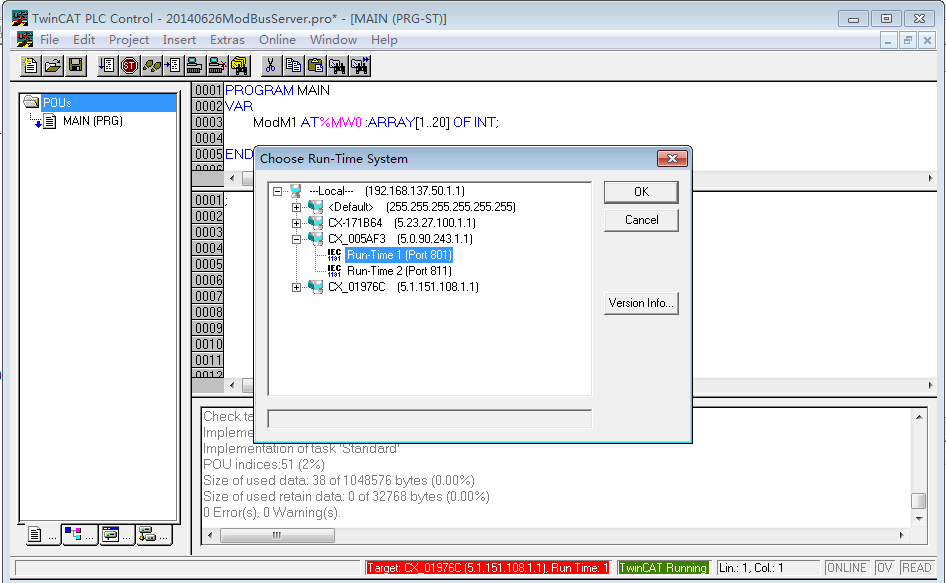 TwinCAT PLC Control - 20140626ModBusServer.pro* - [MAIN (PRG-ST)]
File Edit Project Insert Extras Online Window Help
POUs
MAIN (PRG)
0001 PROGRAM MAIN
0002 VAR
0003 ModM1 AT%MW0 :ARRAY[1..20] OF INT;
0004
0005 END
0006
0001 ;
0002
0003
0004
0005
0006
0007
0008
0009
0010
0011
0012
Choose Run-Time System
---Local--- (192.168.137.50.1.1)
<Default> (255.255.255.255.255.255)
CX-171B64 (5.23.27.100.1.1)
CX_005AF3 (5.0.90.243.1.1)
IEC 1131 Run-Time 1 (Port 801)
IEC 1131 Run-Time 2 (Port 811)
CX_01976C (5.1.151.108.1.1)
OK
Cancel
Version Info...
Check ta
Impleme
Implementation of task 'Standard'
POU indices:51 (2%)
Size of used data: 38 of 1048576 bytes (0.00%)
Size of used retain data: 0 of 32768 bytes (0.00%)
0 Error(s), 0 Warning(s).
... ... ... ...
Target: CX_01976C (5.1.151.108.1.1), Run Time: 1 TwinCAT Running Lin.: 1, Col.: 1 ONLINE OV READ